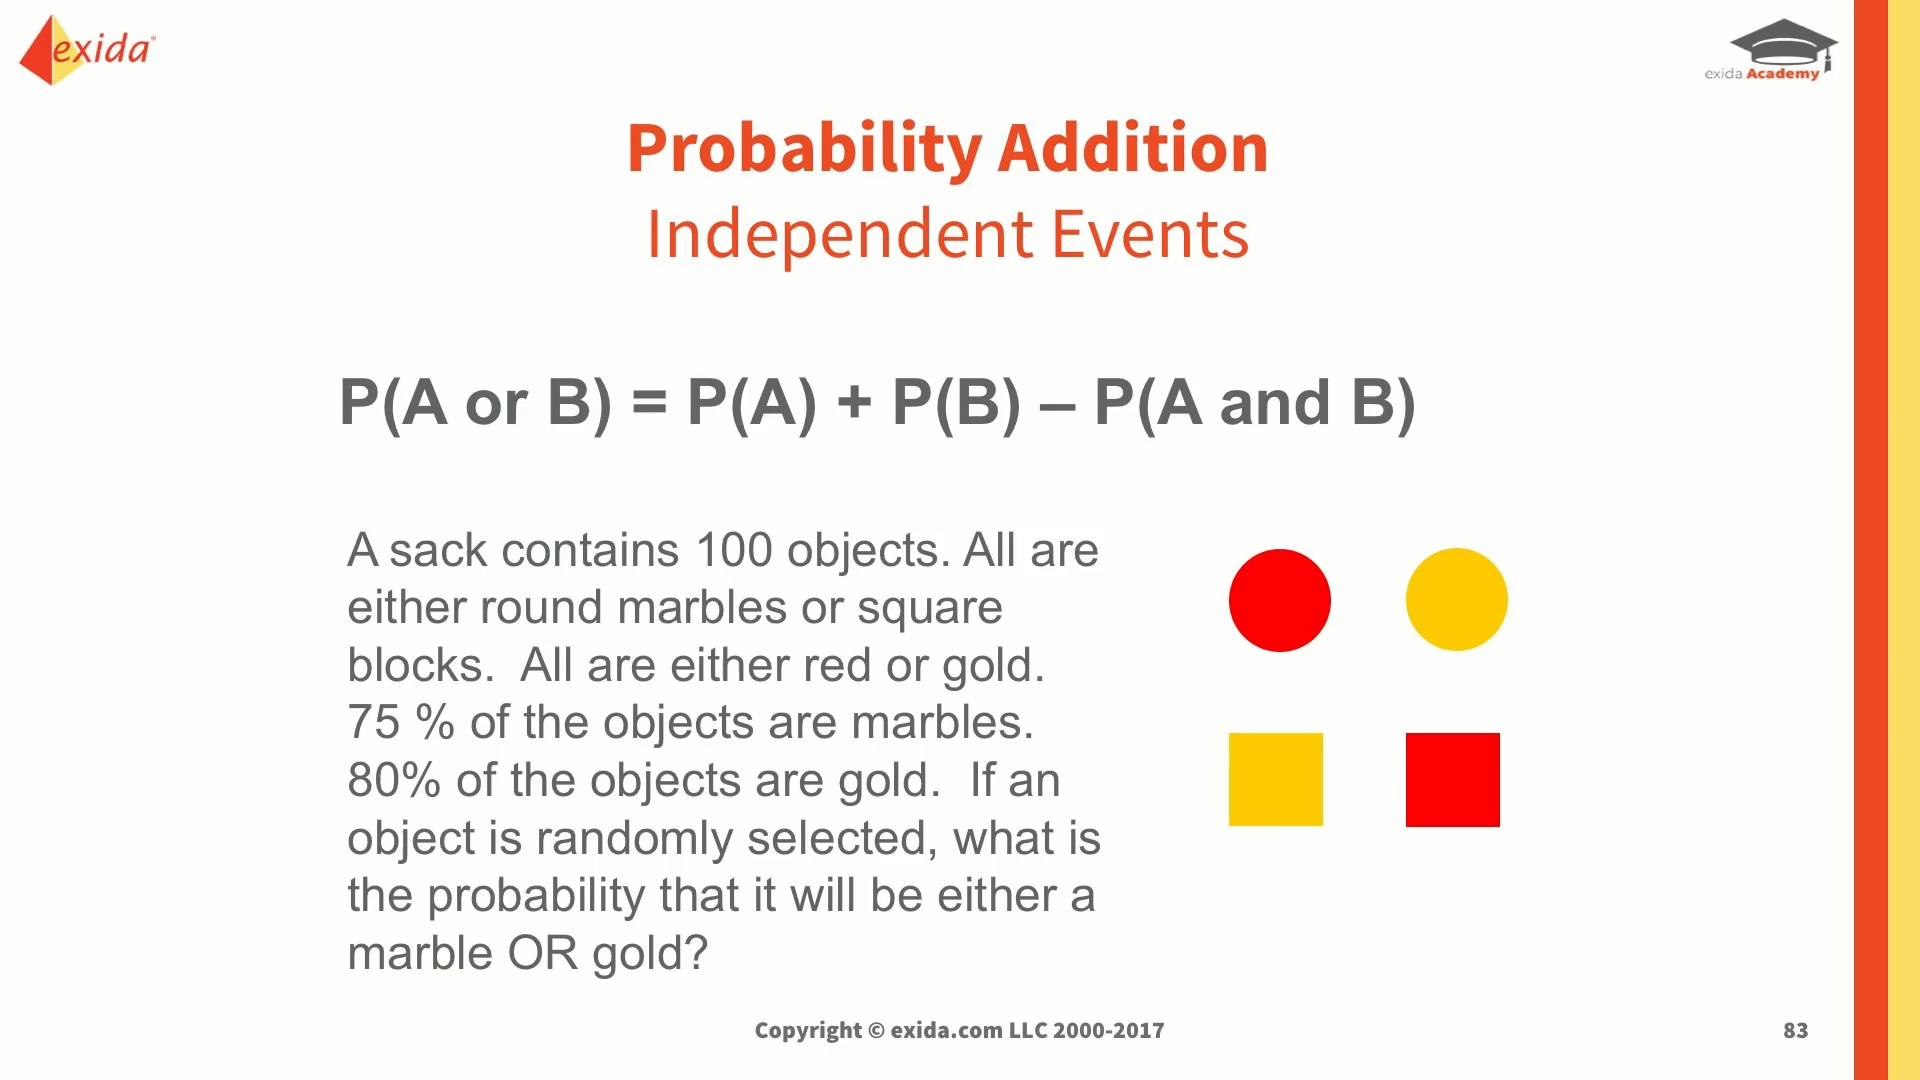 exida®
exida Academy
Probability Addition
Independent Events
P(A or B) = P(A) + P(B) – P(A and B)
A sack contains 100 objects. All are
either round marbles or square
blocks.  All are either red or gold.
75 % of the objects are marbles.
80% of the objects are gold.  If an
object is randomly selected, what is
the probability that it will be either a
marble OR gold?
Copyright © exida.com LLC 2000-2017
83